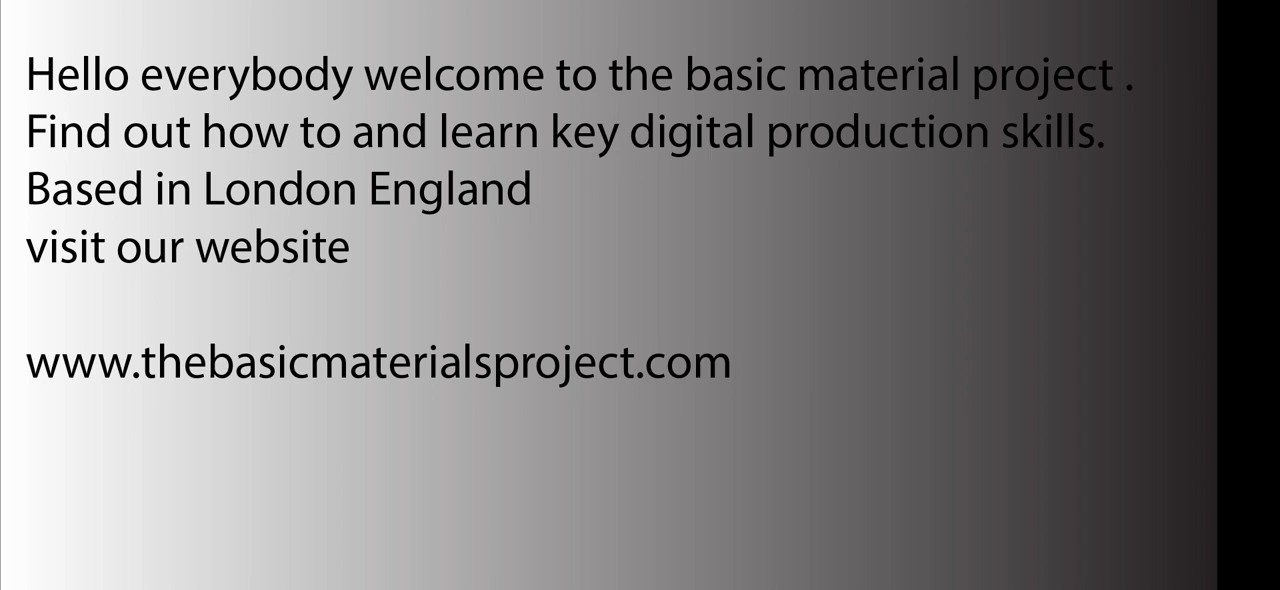 Hello everybody welcome to the basic material project .
Find out how to and learn key digital production skills.
Based in London England
visit our website
www.thebasicmaterialsproject.com